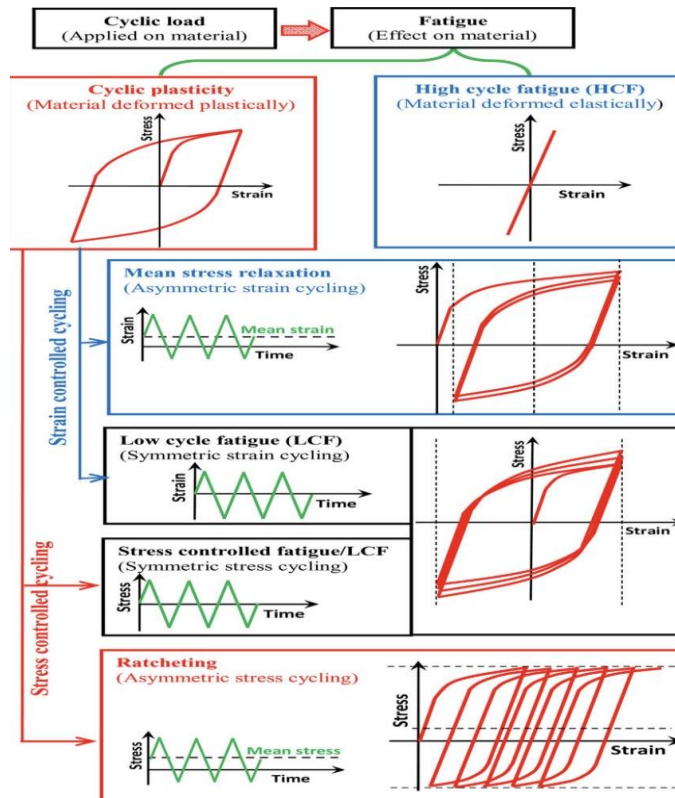 Cyclic load
(Applied on material)
Fatigue
(Effect on material)
Cyclic plasticity
(Material deformed plastically)
Stress
Strain
High cycle fatigue (HCF)
(Material deformed elastically)
Stress
Strain
Strain controlled cycling
Stress controlled cycling
Mean stress relaxation
(Asymmetric strain cycling)
Strain
Mean strain
Time
Stress
Strain
Low cycle fatigue (LCF)
(Symmetric strain cycling)
Strain
Time
Stress
Strain
Stress controlled fatigue/LCF
(Symmetric stress cycling)
Stress
Time
Ratcheting
(Asymmetric stress cycling)
Stress
Mean stress
Time
Stress
Strain